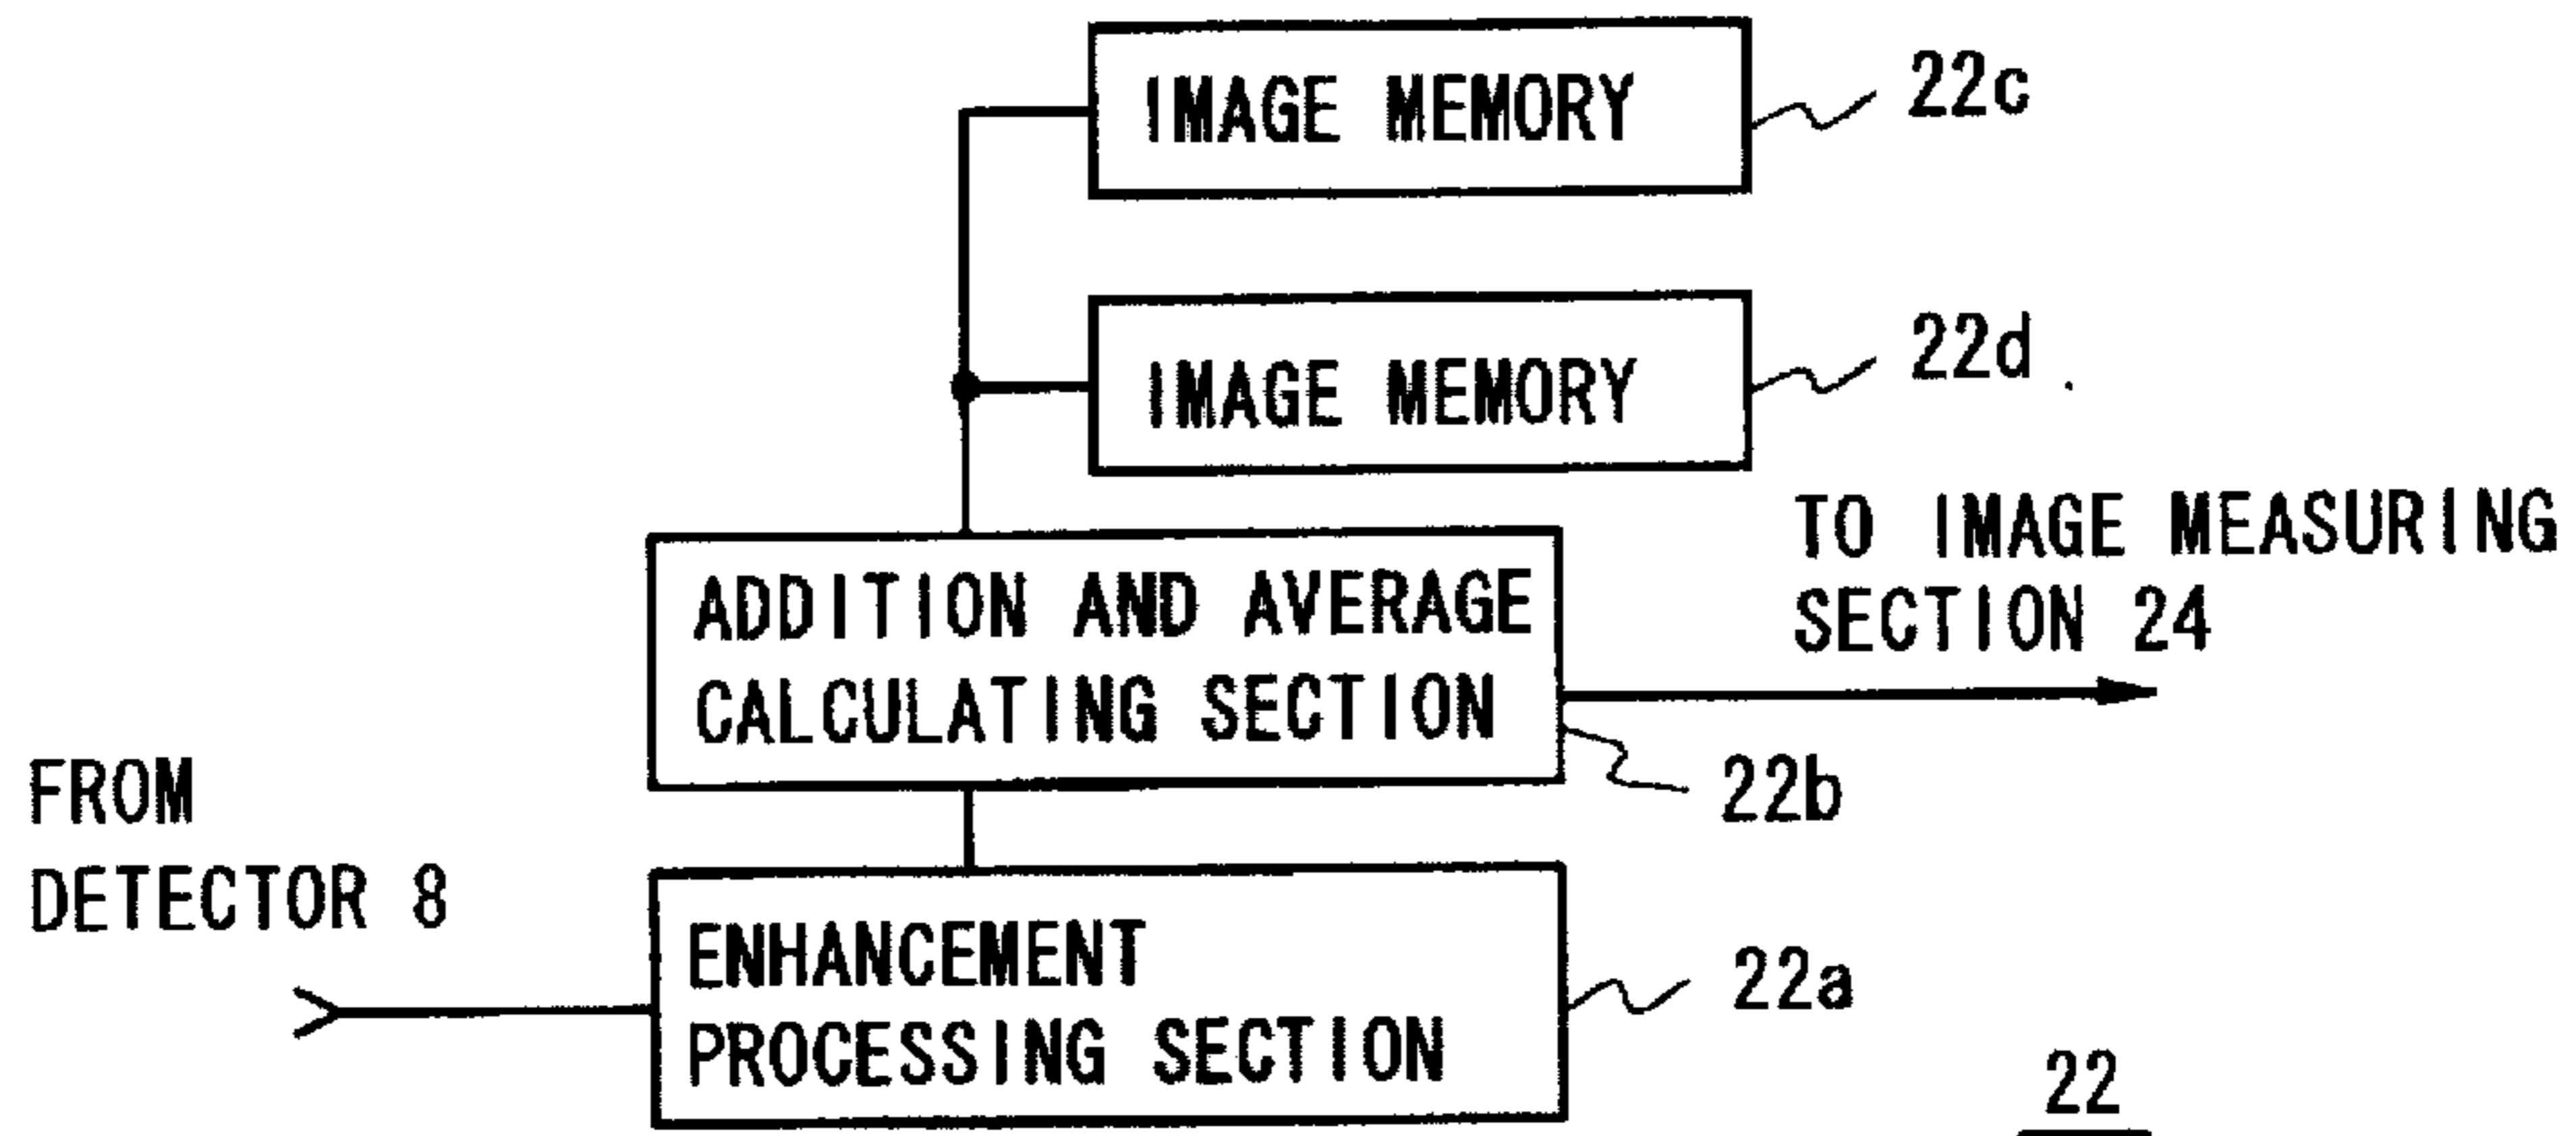 IMAGE MEMORY
22c
IMAGE MEMORY
22d
TO IMAGE MEASURING
SECTION 24
ADDITION AND AVERAGE
CALCULATING SECTION
22b
FROM
DETECTOR 8
ENHANCEMENT
PROCESSING SECTION
22a
22